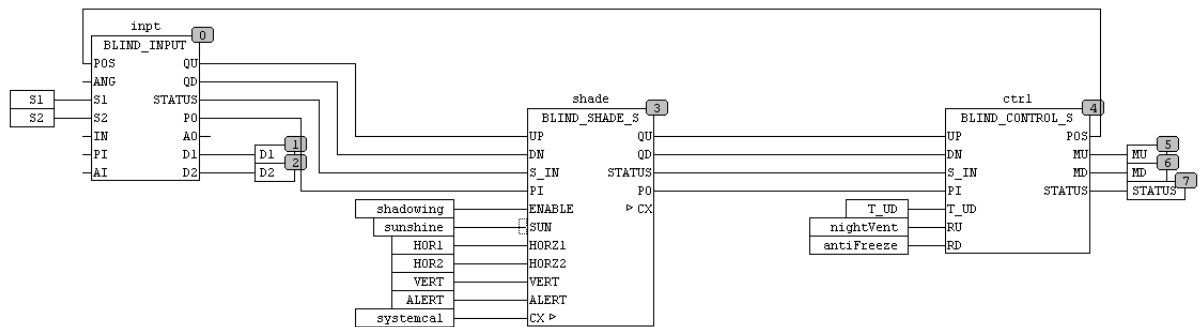 inpt
0
BLIND_INPUT
POS QU
ANG QD
S1 S1 STATUS
S2 S2 PO
IN AO
PI D1 D1 1
AI D2 D2 2
shade
3
BLIND_SHADE_S
UP QU
DN QD
S_IN STATUS
PI PO
shadowing ENABLE ▹ CX
sunshine SUN
HOR1 HORZ1
HOR2 HORZ2
VERT VERT
ALERT ALERT
systemcal CX ▹
ctrl
4
BLIND_CONTROL_S
UP POS
DN MU MU 5
S_IN MD MD 6
PI STATUS STATUS 7
T_UD T_UD
nightVent RU
antiFreeze RD